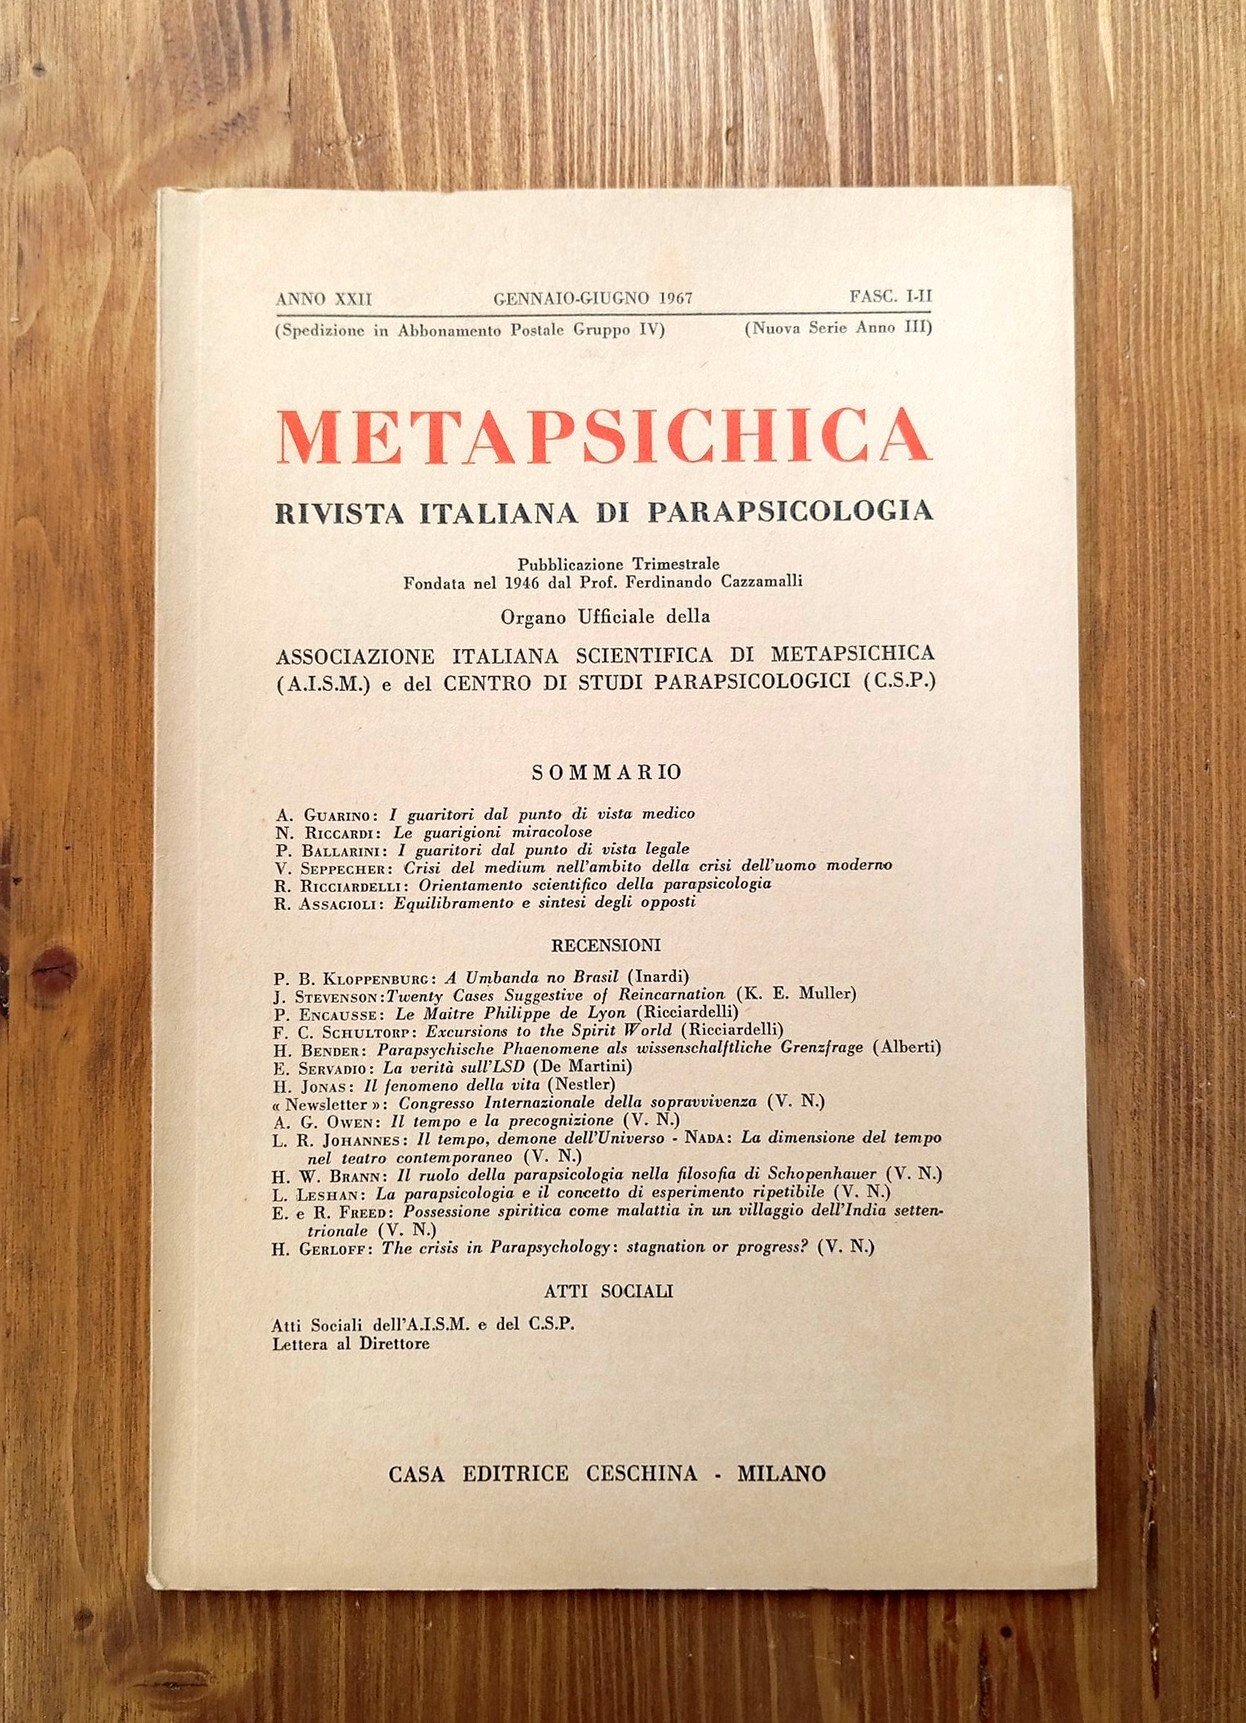 ANNO XXII GENNAIO-GIUGNO 1967 FASC. I-II
(Spedizione in Abbonamento Postale Gruppo IV) (Nuova Serie Anno III)
METAPSICHICA
RIVISTA ITALIANA DI PARAPSICOLOGIA
Pubblicazione Trimestrale
Fondata nel 1946 dal Prof. Ferdinando Cazzamalli
Organo Ufficiale della
ASSOCIAZIONE ITALIANA SCIENTIFICA DI METAPSICHICA
(A.I.S.M.) e del CENTRO DI STUDI PARAPSICOLOGICI (C.S.P.)
SOMMARIO
A. GUARINO: I guaritori dal punto di vista medico
N. RICCARDI: Le guarigioni miracolose
P. BALLARINI: I guaritori dal punto di vista legale
V. SEPPECHER: Crisi del medium nell'ambito della crisi dell'uomo moderno
R. RICCIARDELLI: Orientamento scientifico della parapsicologia
R. ASSAGIOLI: Equilibramento e sintesi degli opposti
RECENSIONI
P. B. KLOPPENBURG: A Umbanda no Brasil (Inardi)
J. STEVENSON:Twenty Cases Suggestive of Reincarnation (K. E. Muller)
P. ENCAUSSE: Le Maitre Philippe de Lyon (Ricciardelli)
F. C. SCHULTORP: Excursions to the Spirit World (Ricciardelli)
H. BENDER: Parapsychische Phaenomene als wissenschalftliche Grenzfrage (Alberti)
E. SERVADIO: La verità sull'LSD (De Martini)
H. JONAS: Il fenomeno della vita (Nestler)
« Newsletter »: Congresso Internazionale della sopravvivenza (V. N.)
A. G. OWEN: Il tempo e la precognizione (V. N.)
L. R. JOHANNES: Il tempo, demone dell'Universo - NADA: La dimensione del tempo
nel teatro contemporaneo (V. N.)
H. W. BRANN: Il ruolo della parapsicologia nella filosofia di Schopenhauer (V. N.)
L. LESHAN: La parapsicologia e il concetto di esperimento ripetibile (V. N.)
E. e R. FREED: Possessione spiritica come malattia in un villaggio dell'India setten-
trionale (V. N.)
H. GERLOFF: The crisis in Parapsychology: stagnation or progress? (V. N.)
ATTI SOCIALI
Atti Sociali dell'A.I.S.M. e del C.S.P.
Lettera al Direttore
CASA EDITRICE CESCHINA - MILANO